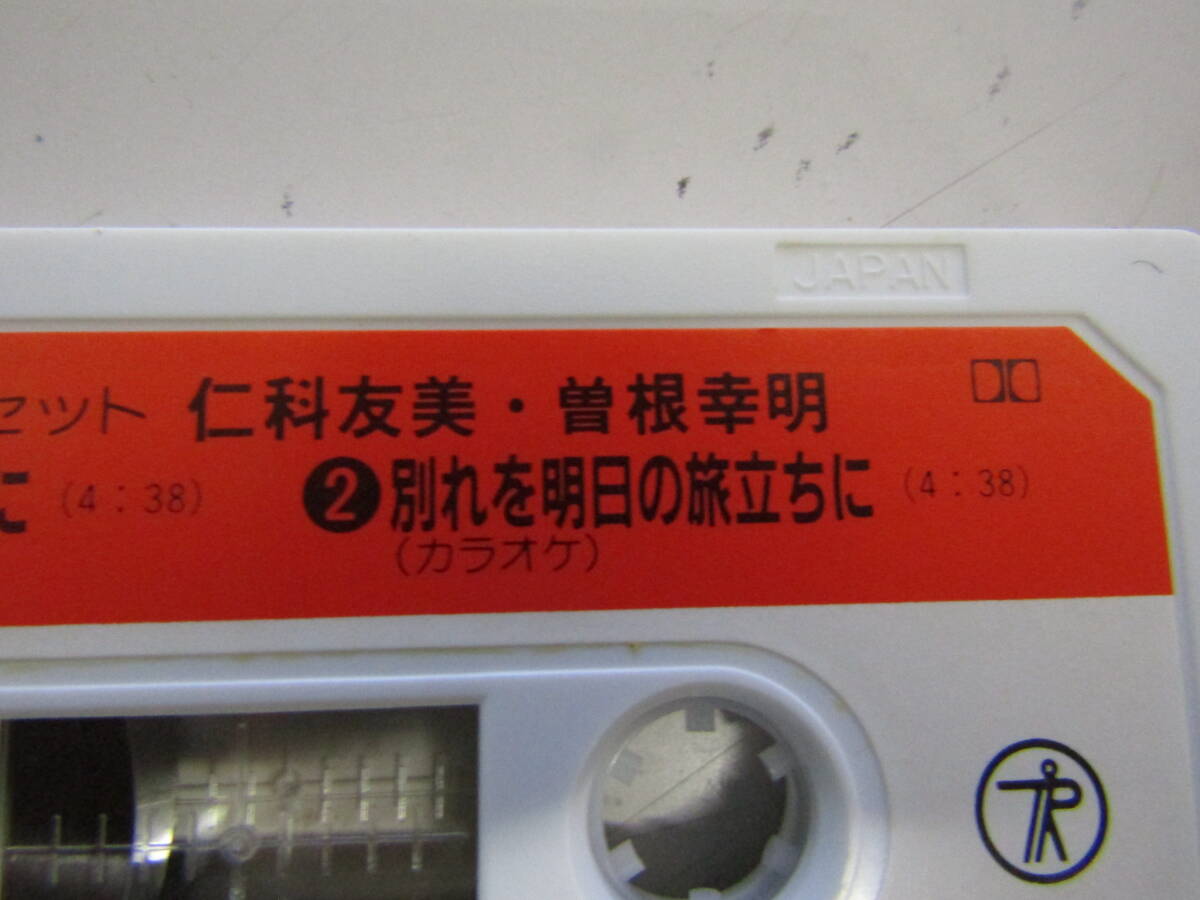 JAPAN
セット 仁科友美・曽根幸明
に (4:38) ❷別れを明日の旅立ちに (4:38)
(カラオケ)